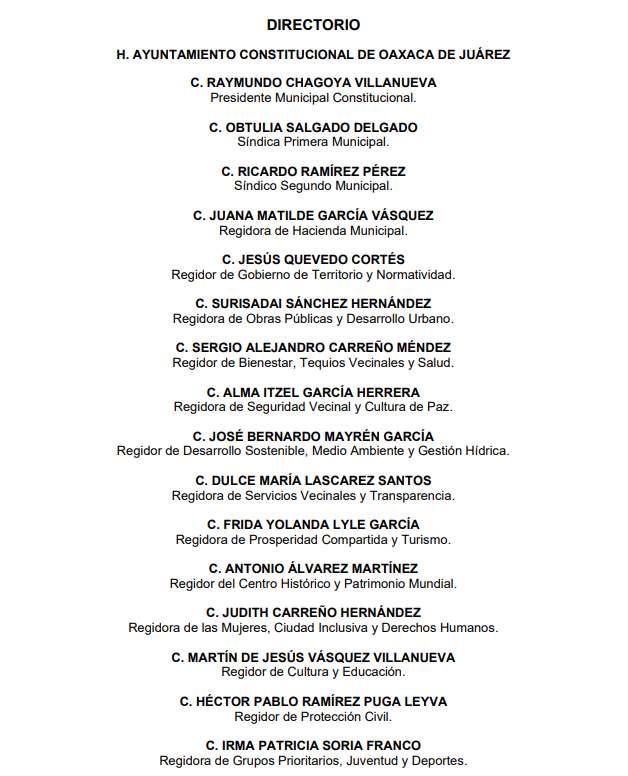 DIRECTORIO
H. AYUNTAMIENTO CONSTITUCIONAL DE OAXACA DE JUÁREZ
C. RAYMUNDO CHAGOYA VILLANUEVA
Presidente Municipal Constitucional.
C. OBTULIA SALGADO DELGADO
Síndica Primera Municipal.
C. RICARDO RAMÍREZ PÉREZ
Síndico Segundo Municipal.
C. JUANA MATILDE GARCÍA VÁSQUEZ
Regidora de Hacienda Municipal.
C. JESÚS QUEVEDO CORTÉS
Regidor de Gobierno de Territorio y Normatividad.
C. SURISADAI SÁNCHEZ HERNÁNDEZ
Regidora de Obras Públicas y Desarrollo Urbano.
C. SERGIO ALEJANDRO CARREÑO MÉNDEZ
Regidor de Bienestar, Tequios Vecinales y Salud.
C. ALMA ITZEL GARCÍA HERRERA
Regidora de Seguridad Vecinal y Cultura de Paz.
C. JOSÉ BERNARDO MAYRÉN GARCÍA
Regidor de Desarrollo Sostenible, Medio Ambiente y Gestión Hídrica.
C. DULCE MARÍA LASCAREZ SANTOS
Regidora de Servicios Vecinales y Transparencia.
C. FRIDA YOLANDA LYLE GARCÍA
Regidora de Prosperidad Compartida y Turismo.
C. ANTONIO ÁLVAREZ MARTÍNEZ
Regidor del Centro Histórico y Patrimonio Mundial.
C. JUDITH CARREÑO HERNÁNDEZ
Regidora de las Mujeres, Ciudad Inclusiva y Derechos Humanos.
C. MARTÍN DE JESÚS VÁSQUEZ VILLANUEVA
Regidor de Cultura y Educación.
C. HÉCTOR PABLO RAMÍREZ PUGA LEYVA
Regidor de Protección Civil.
C. IRMA PATRICIA SORIA FRANCO
Regidora de Grupos Prioritarios, Juventud y Deportes.